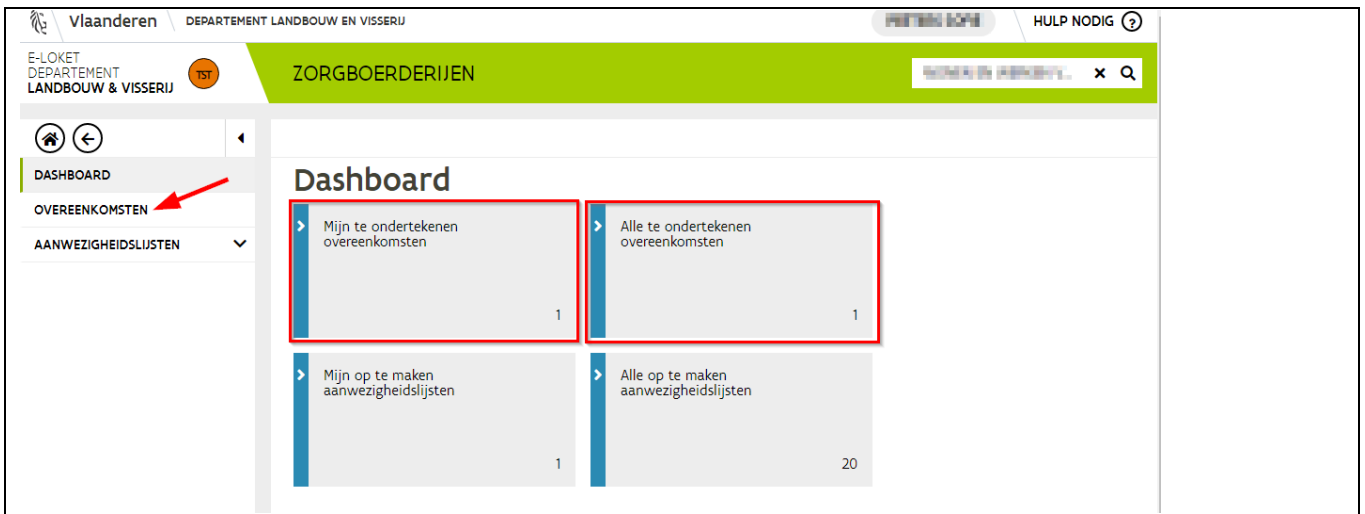 Vlaanderen
DEPARTEMENT LANDBOUW EN VISSERIJ
HULP NODIG ?
E-LOKET
DEPARTEMENT
LANDBOUW & VISSERIJ
TST
ZORGBOERDERIJEN
DASHBOARD
OVEREENKOMSTEN
AANWEZIGHEIDSLIJSTEN
Dashboard
Mijn te ondertekenen
overeenkomsten
1
Alle te ondertekenen
overeenkomsten
1
Mijn op te maken
aanwezigheidslijsten
1
Alle op te maken
aanwezigheidslijsten
20